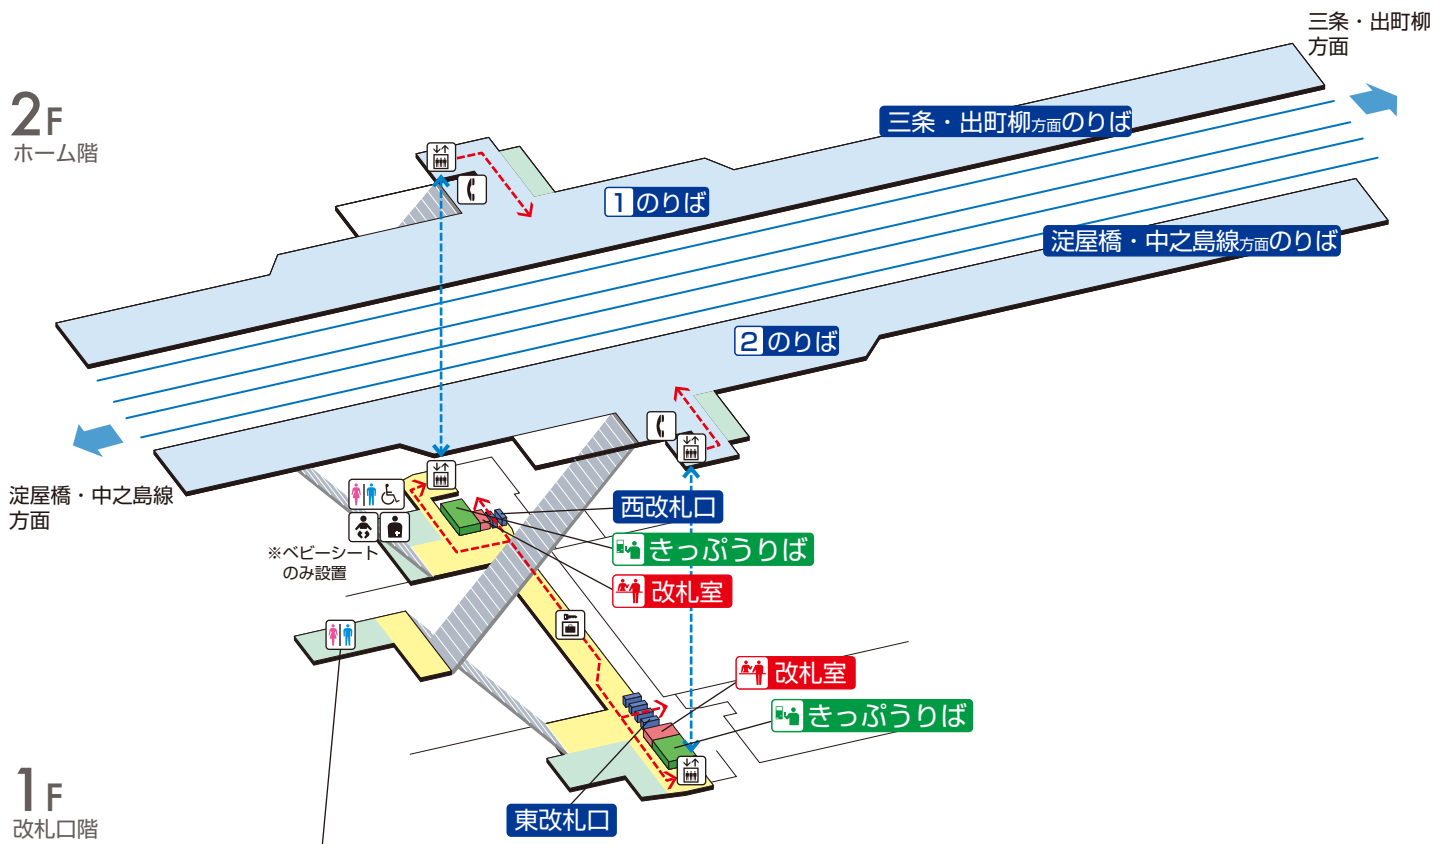 三条・出町柳
方面
2F
ホーム階
三条・出町柳方面のりば
1のりば
淀屋橋・中之島線方面のりば
2のりば
淀屋橋・中之島線
方面
西改札口
きっぷうりば
※ベビーシート
のみ設置
改札室
改札室
きっぷうりば
1F
改札口階
東改札口